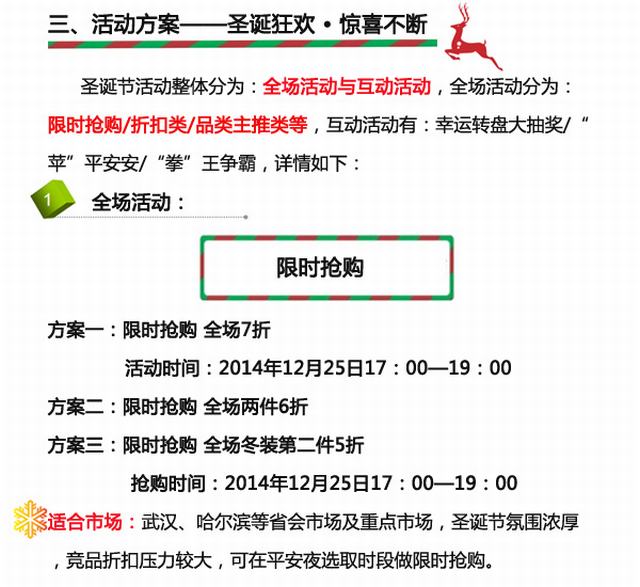 三、活动方案——圣诞狂欢·惊喜不断
圣诞节活动整体分为：全场活动与互动活动，全场活动分为：
限时抢购/折扣类/品类主推类等，互动活动有：幸运转盘大抽奖/“
苹”平安安/“拳”王争霸，详情如下：
1 全场活动：
限时抢购
方案一：限时抢购 全场7折
活动时间：2014年12月25日17：00—19：00
方案二：限时抢购 全场两件6折
方案三：限时抢购 全场冬装第二件5折
抢购时间：2014年12月25日17：00—19：00
适合市场：武汉、哈尔滨等省会市场及重点市场，圣诞节氛围浓厚
，竞品折扣压力较大，可在平安夜选取时段做限时抢购。